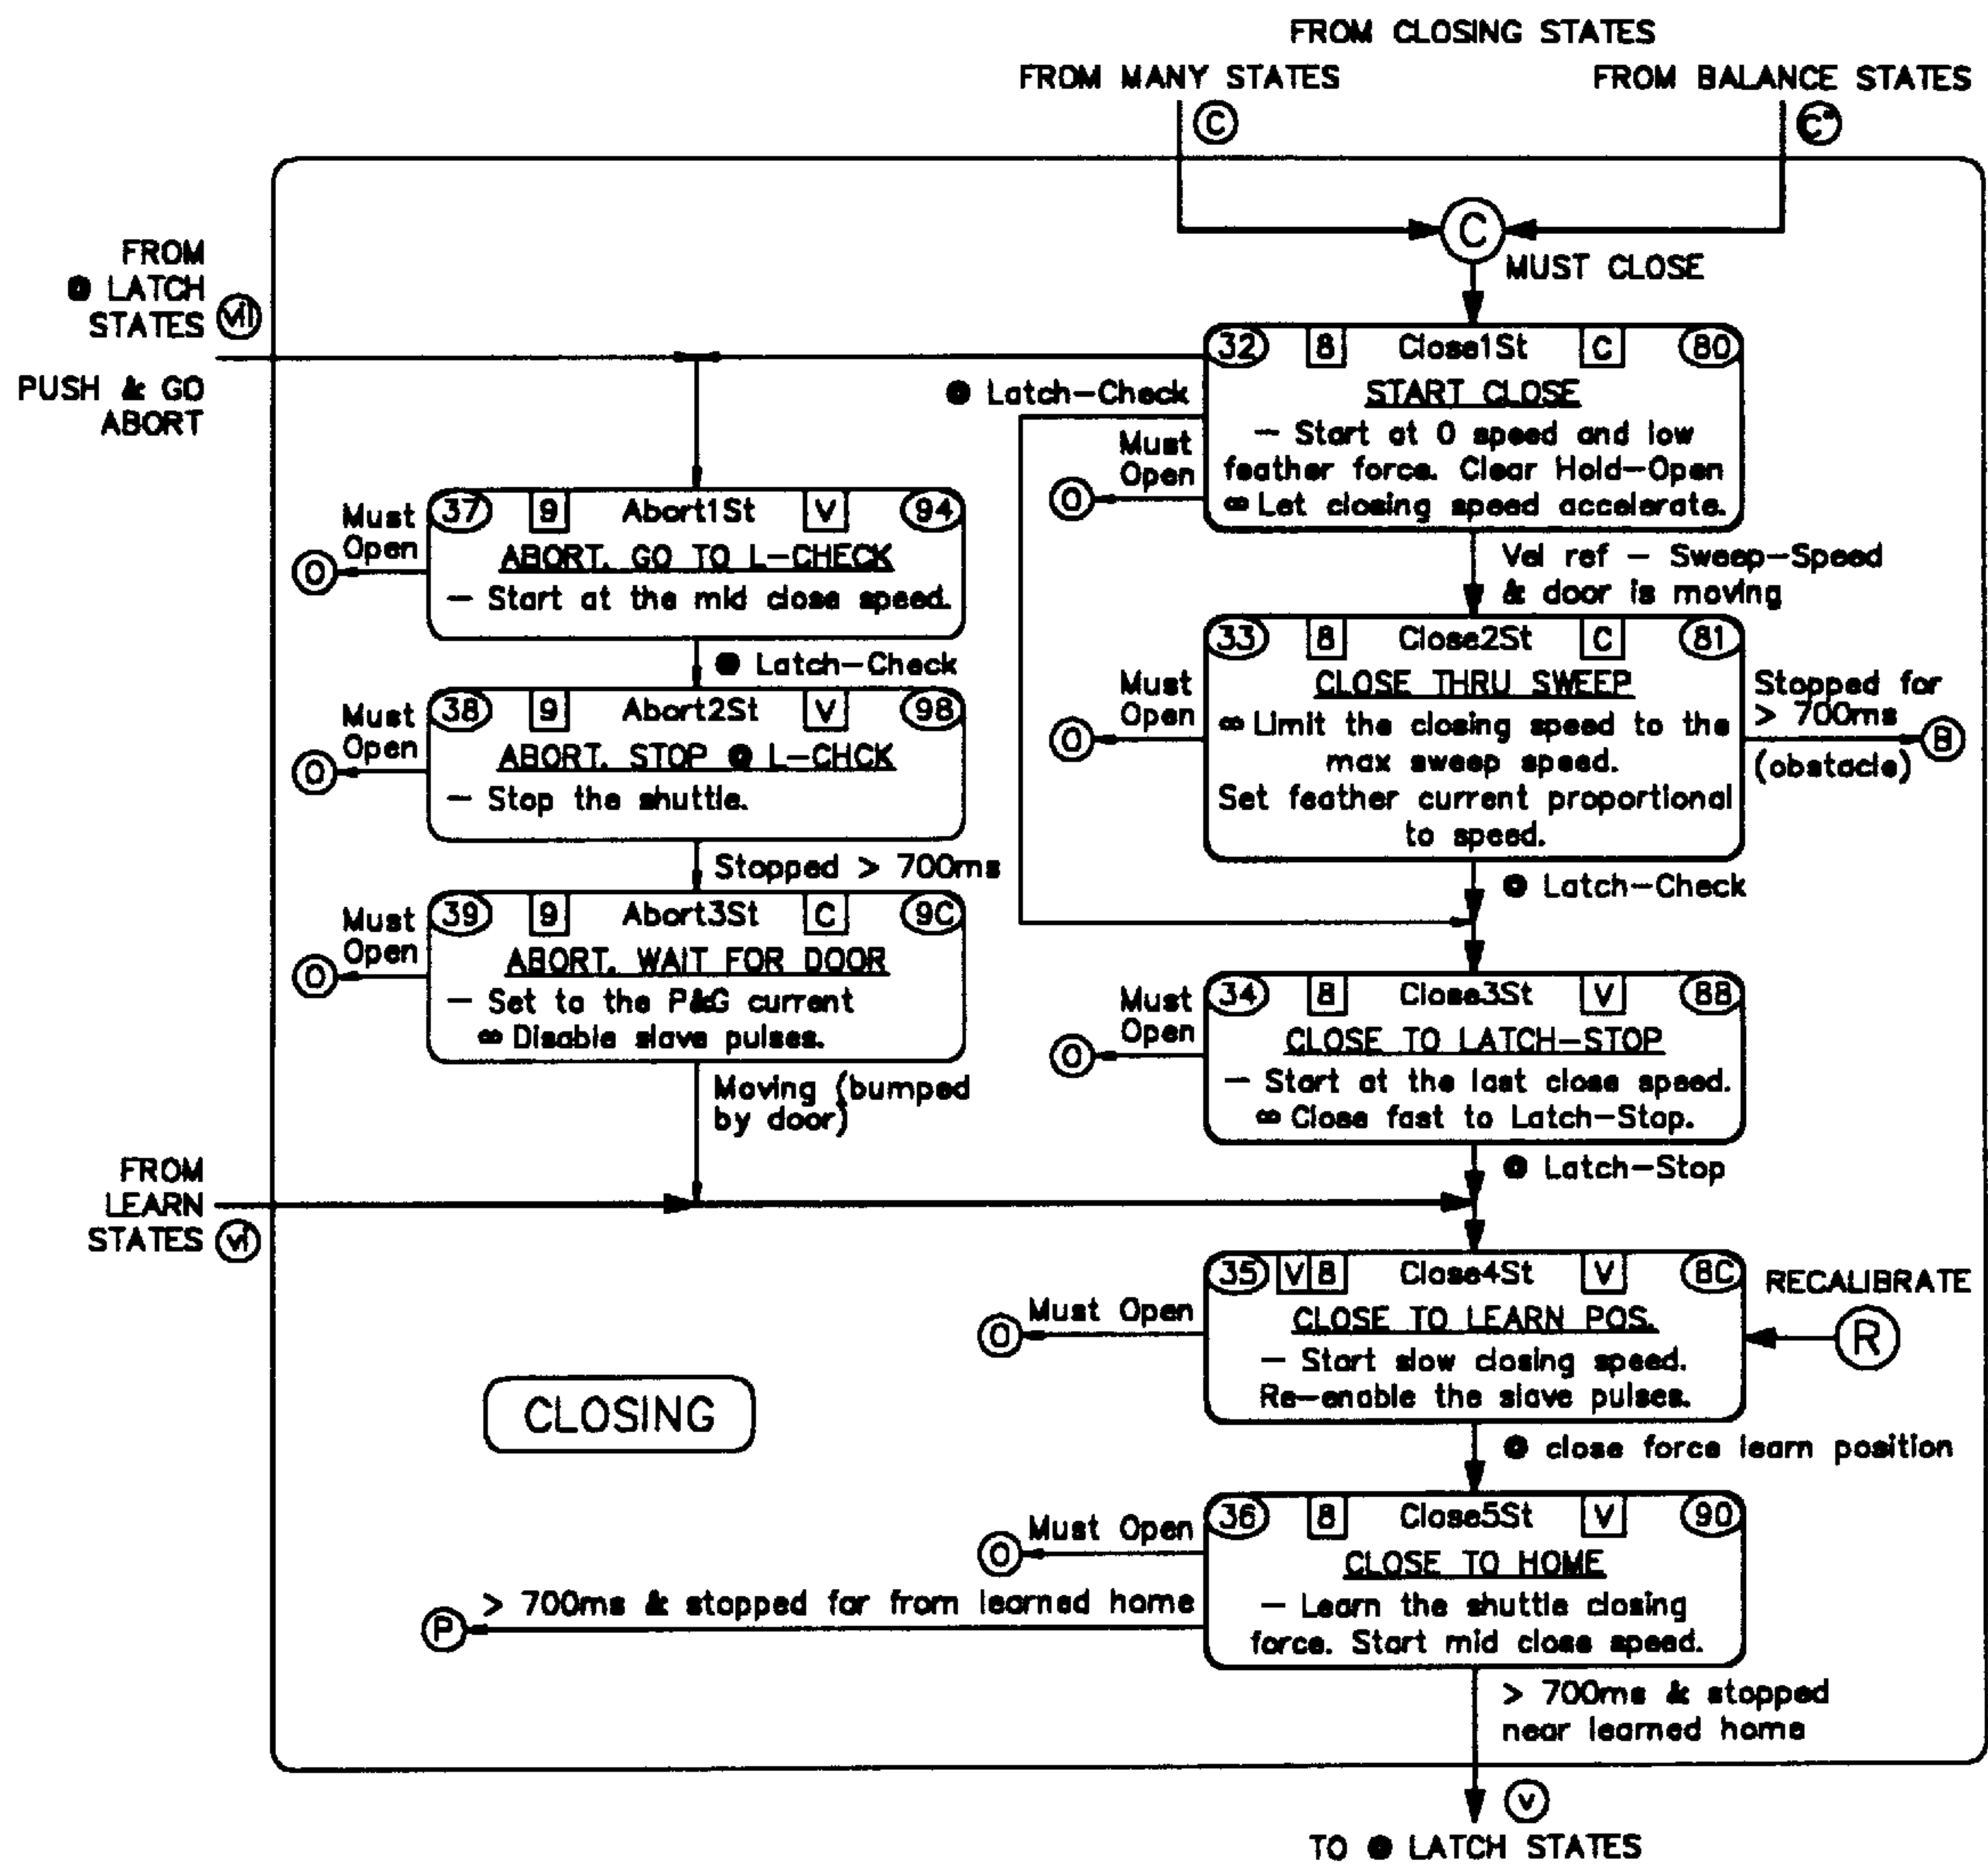 FROM CLOSING STATES
FROM MANY STATES
FROM BALANCE STATES
C
C"
C
MUST CLOSE
FROM
@ LATCH
STATES
vii
PUSH & GO
ABORT
32 8 Close1St C 80
START CLOSE
— Start at 0 speed and low
feather force. Clear Hold-Open
∞ Let closing speed accelerate.
@ Latch-Check
Must
Open
O
Vel ref - Sweep-Speed
& door is moving
37 9 Abort1St V 94
ABORT. GO TO L-CHECK
— Start at the mid close speed.
Must
Open
O
@ Latch-Check
33 8 Close2St C 81
CLOSE THRU SWEEP
∞ Limit the closing speed to the
max sweep speed.
Set feather current proportional
to speed.
Must
Open
O
Stopped for
> 700ms
(obstacle)
B
38 9 Abort2St V 98
ABORT. STOP @ L-CHCK
— Stop the shuttle.
Must
Open
O
Stopped > 700ms
@ Latch-Check
39 9 Abort3St C 9C
ABORT. WAIT FOR DOOR
— Set to the P&G current
∞ Disable slave pulses.
Must
Open
O
Moving (bumped
by door)
34 8 Close3St V 88
CLOSE TO LATCH-STOP
— Start at the last close speed.
∞ Close fast to Latch-Stop.
Must
Open
O
@ Latch-Stop
FROM
LEARN
STATES
vi
35 V 8 Close4St V 8C
CLOSE TO LEARN POS.
— Start slow closing speed.
Re-enable the slave pulses.
Must Open
O
RECALIBRATE
R
CLOSING
@ close force learn position
36 8 Close5St V 90
CLOSE TO HOME
— Learn the shuttle closing
force. Start mid close speed.
Must Open
O
> 700ms & stopped far from learned home
P
> 700ms & stopped
near learned home
v
TO @ LATCH STATES